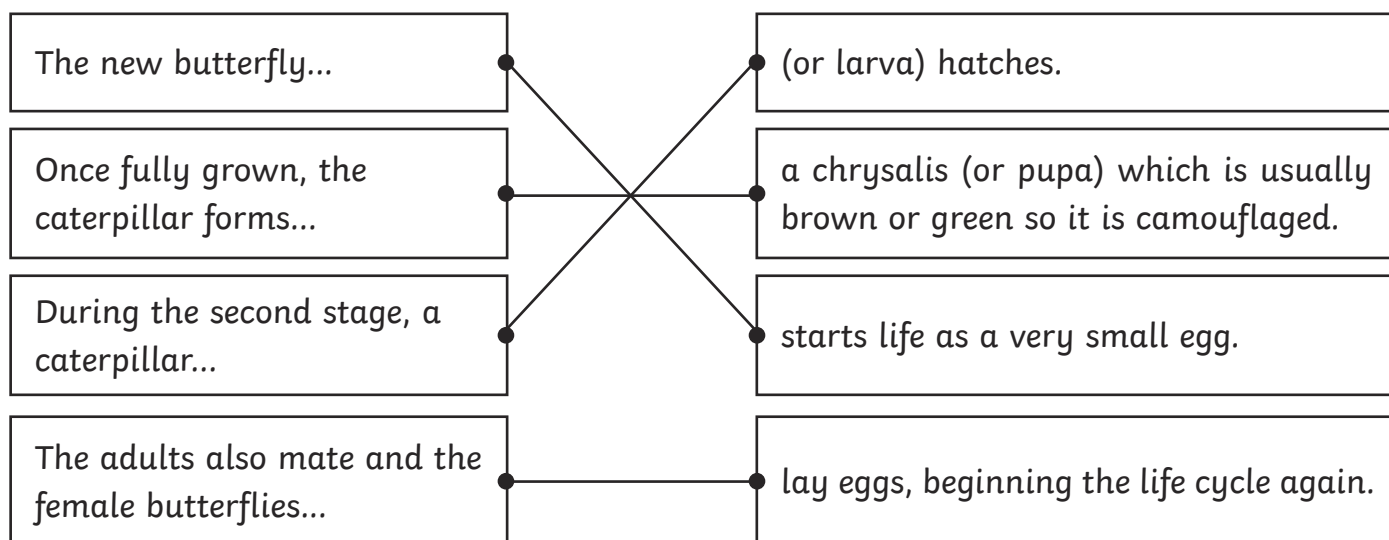 The new butterfly...
(or larva) hatches.
Once fully grown, the
caterpillar forms...
a chrysalis (or pupa) which is usually
brown or green so it is camouflaged.
During the second stage, a
caterpillar...
starts life as a very small egg.
The adults also mate and the
female butterflies...
lay eggs, beginning the life cycle again.